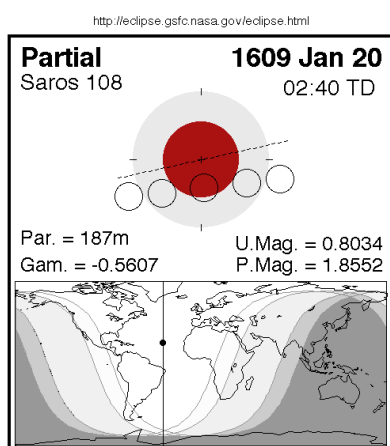 http://eclipse.gsfc.nasa.gov/eclipse.html
Partial 1609 Jan 20
Saros 108 02:40 TD
Par. = 187m U.Mag. = 0.8034
Gam. = -0.5607 P.Mag. = 1.8552